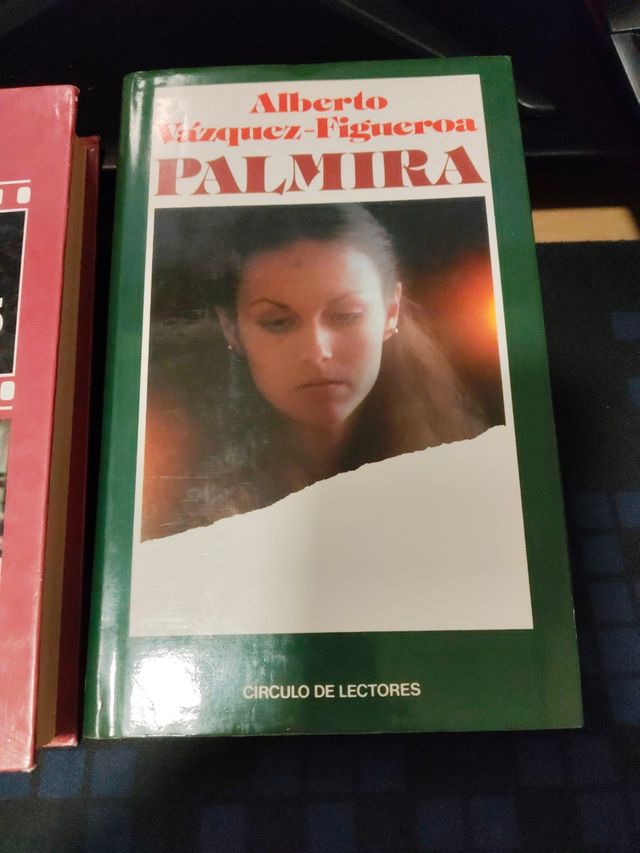 Alberto
Vázquez-Figueroa
PALMIRA
CIRCULO DE LECTORES